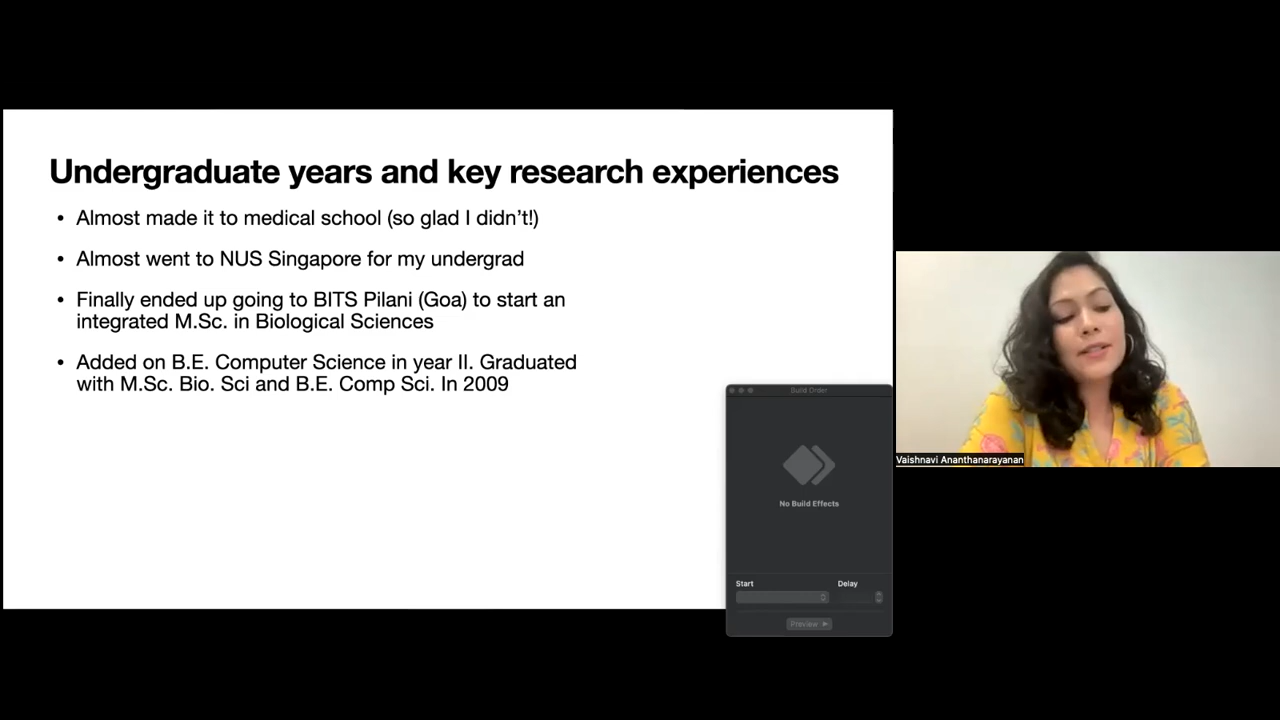 Undergraduate years and key research experiences
• Almost made it to medical school (so glad I didn't!)
• Almost went to NUS Singapore for my undergrad
• Finally ended up going to BITS Pilani (Goa) to start an
integrated M.Sc. in Biological Sciences
• Added on B.E. Computer Science in year II. Graduated
with M.Sc. Bio. Sci and B.E. Comp Sci. In 2009
Build Order
No Build Effects
Start Delay
Preview
Vaishnavi Ananthanarayanan